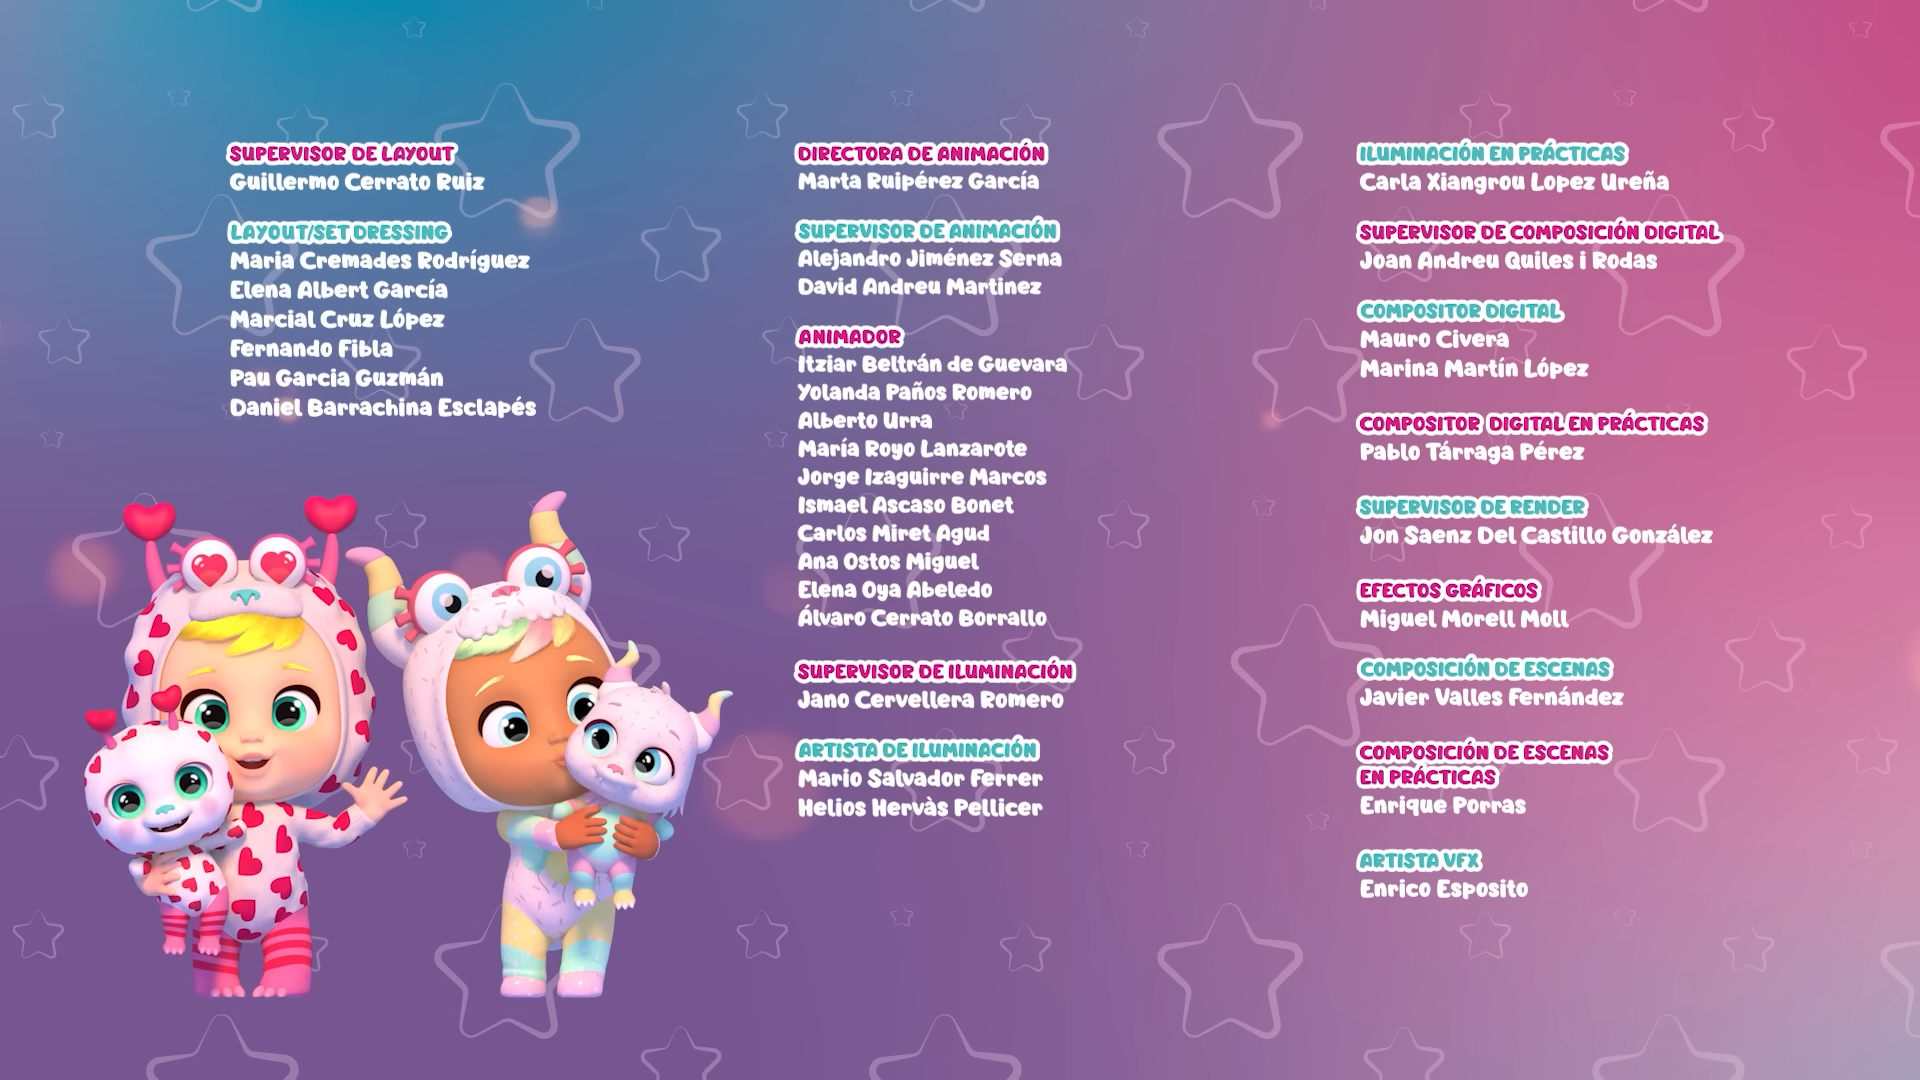 SUPERVISOR DE LAYOUT
Guillermo Cerrato Ruiz
LAYOUT/SET DRESSING
Maria Cremades Rodríguez
Elena Albert García
Marcial Cruz López
Fernando Fibla
Pau Garcia Guzmán
Daniel Barrachina Esclapés
DIRECTORA DE ANIMACIÓN
Marta Ruipérez García
SUPERVISOR DE ANIMACIÓN
Alejandro Jiménez Serna
David Andreu Martinez
ANIMADOR
Itziar Beltrán de Guevara
Yolanda Paños Romero
Alberto Urra
María Royo Lanzarote
Jorge Izaguirre Marcos
Ismael Ascaso Bonet
Carlos Miret Agud
Ana Ostos Miguel
Elena Oya Abeledo
Álvaro Cerrato Borrallo
SUPERVISOR DE ILUMINACIÓN
Jano Cervellera Romero
ARTISTA DE ILUMINACIÓN
Mario Salvador Ferrer
Helios Hervàs Pellicer
ILUMINACIÓN EN PRÁCTICAS
Carla Xiangrou Lopez Ureña
SUPERVISOR DE COMPOSICIÓN DIGITAL
Joan Andreu Quiles i Rodas
COMPOSITOR DIGITAL
Mauro Civera
Marina Martín López
COMPOSITOR DIGITAL EN PRÁCTICAS
Pablo Tárraga Pérez
SUPERVISOR DE RENDER
Jon Saenz Del Castillo González
EFECTOS GRÁFICOS
Miguel Morell Moll
COMPOSICIÓN DE ESCENAS
Javier Valles Fernández
COMPOSICIÓN DE ESCENAS
EN PRÁCTICAS
Enrique Porras
ARTISTA VFX
Enrico Esposito